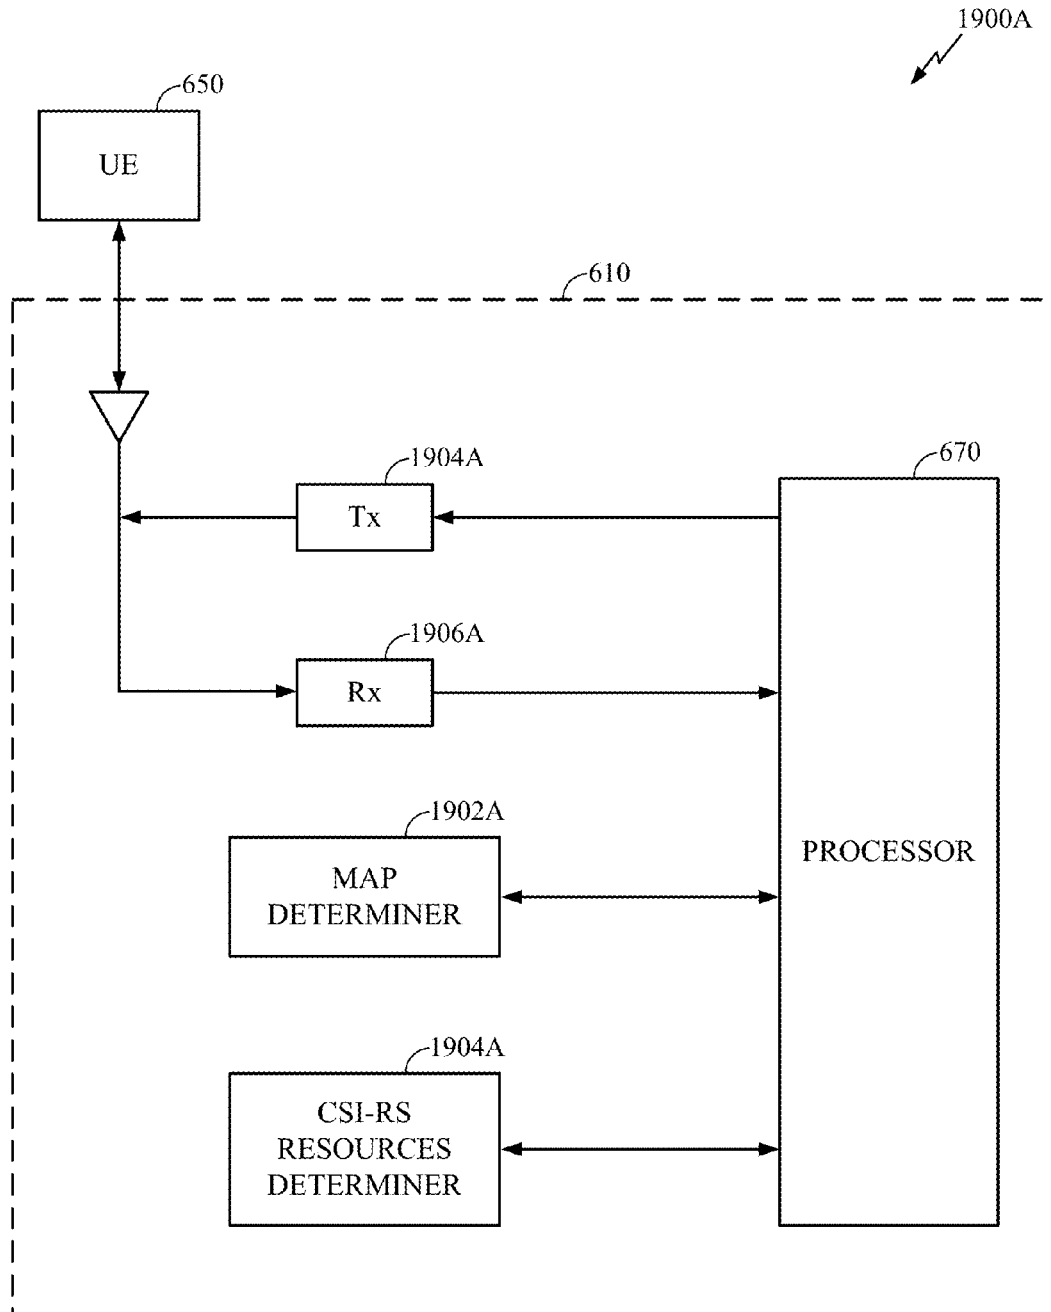 1900A
650
UE
610
1904A
Tx
670
1906A
Rx
1902A
MAP
DETERMINER
PROCESSOR
1904A
CSI-RS
RESOURCES
DETERMINER